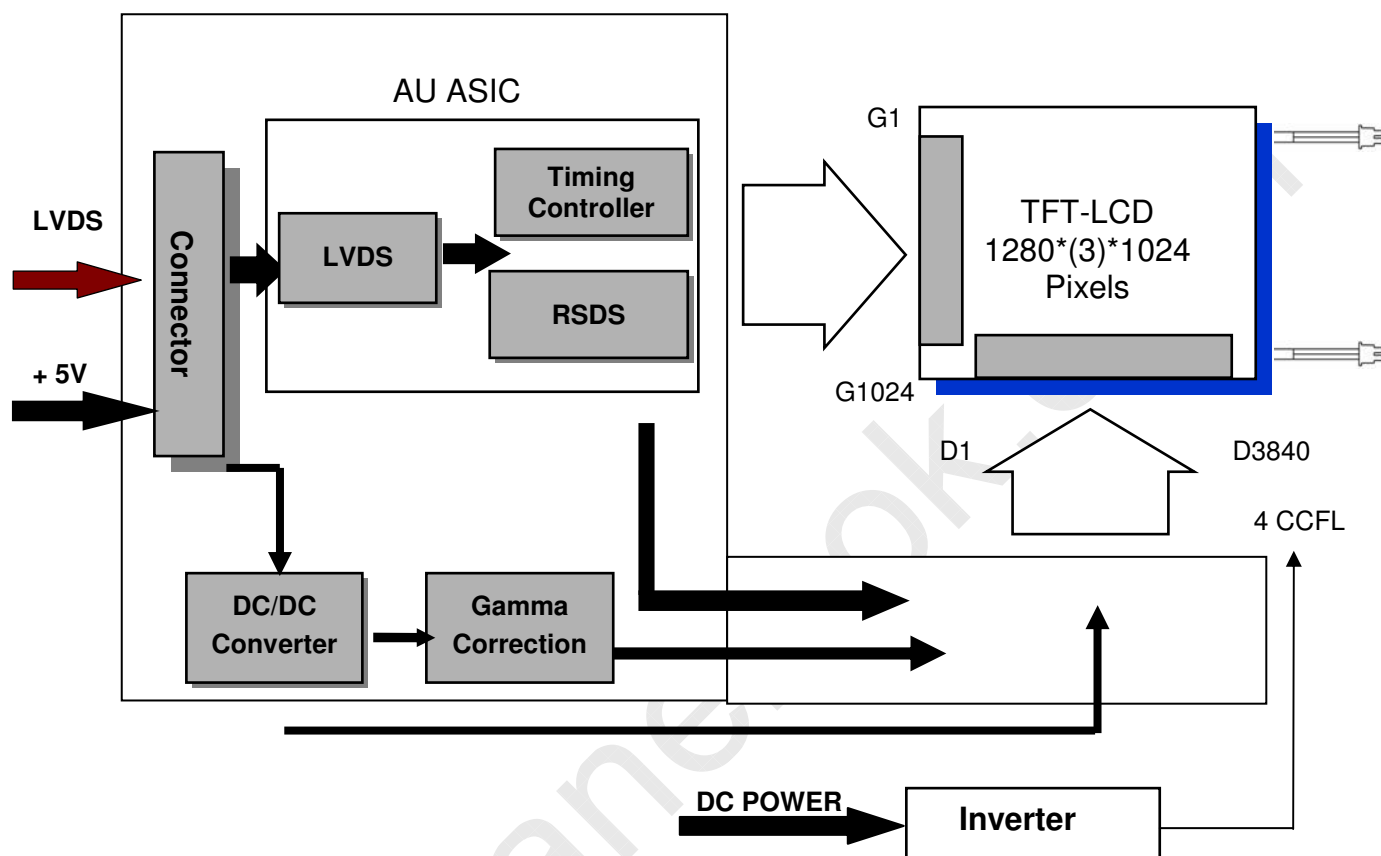 AU ASIC
LVDS
+ 5V
Connector
LVDS
Timing
Controller
RSDS
DC/DC
Converter
Gamma
Correction
G1
TFT-LCD
1280*(3)*1024
Pixels
G1024
D1
D3840
4 CCFL
DC POWER
Inverter